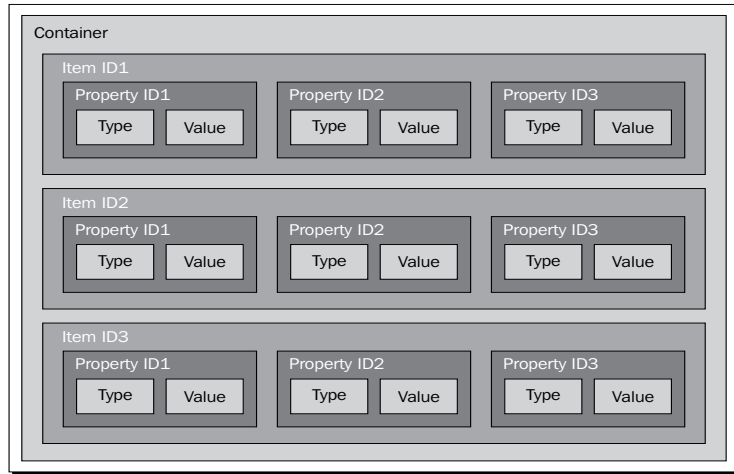 Container
Item ID1
Property ID1 Property ID2 Property ID3
Type Value Type Value Type Value
Item ID2
Property ID1 Property ID2 Property ID3
Type Value Type Value Type Value
Item ID3
Property ID1 Property ID2 Property ID3
Type Value Type Value Type Value